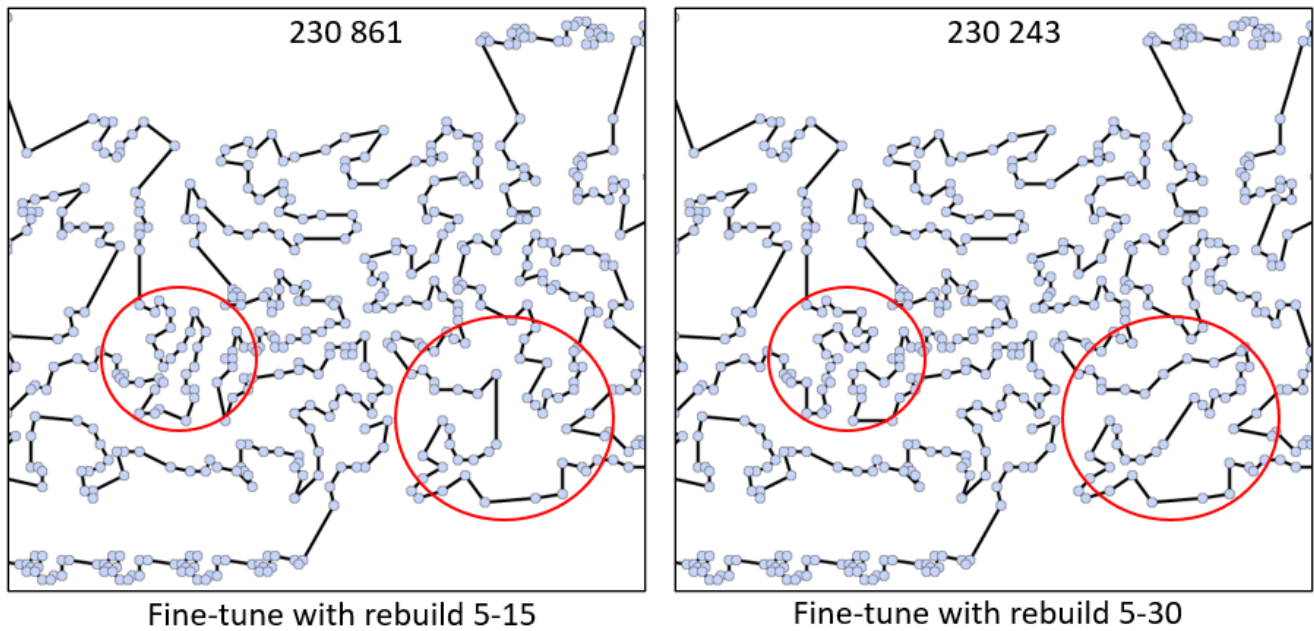 230 861
230 243
Fine-tune with rebuild 5-15
Fine-tune with rebuild 5-30